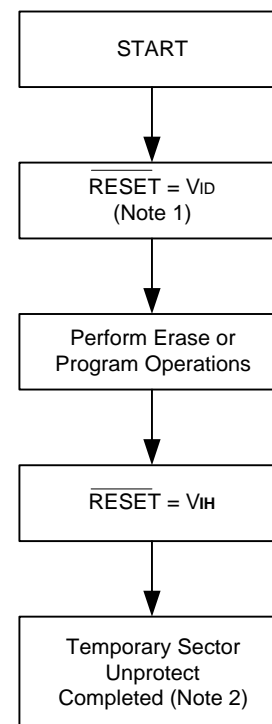 START
RESET = VID
(Note 1)
Perform Erase or
Program Operations
RESET = VIH
Temporary Sector
Unprotect
Completed (Note 2)